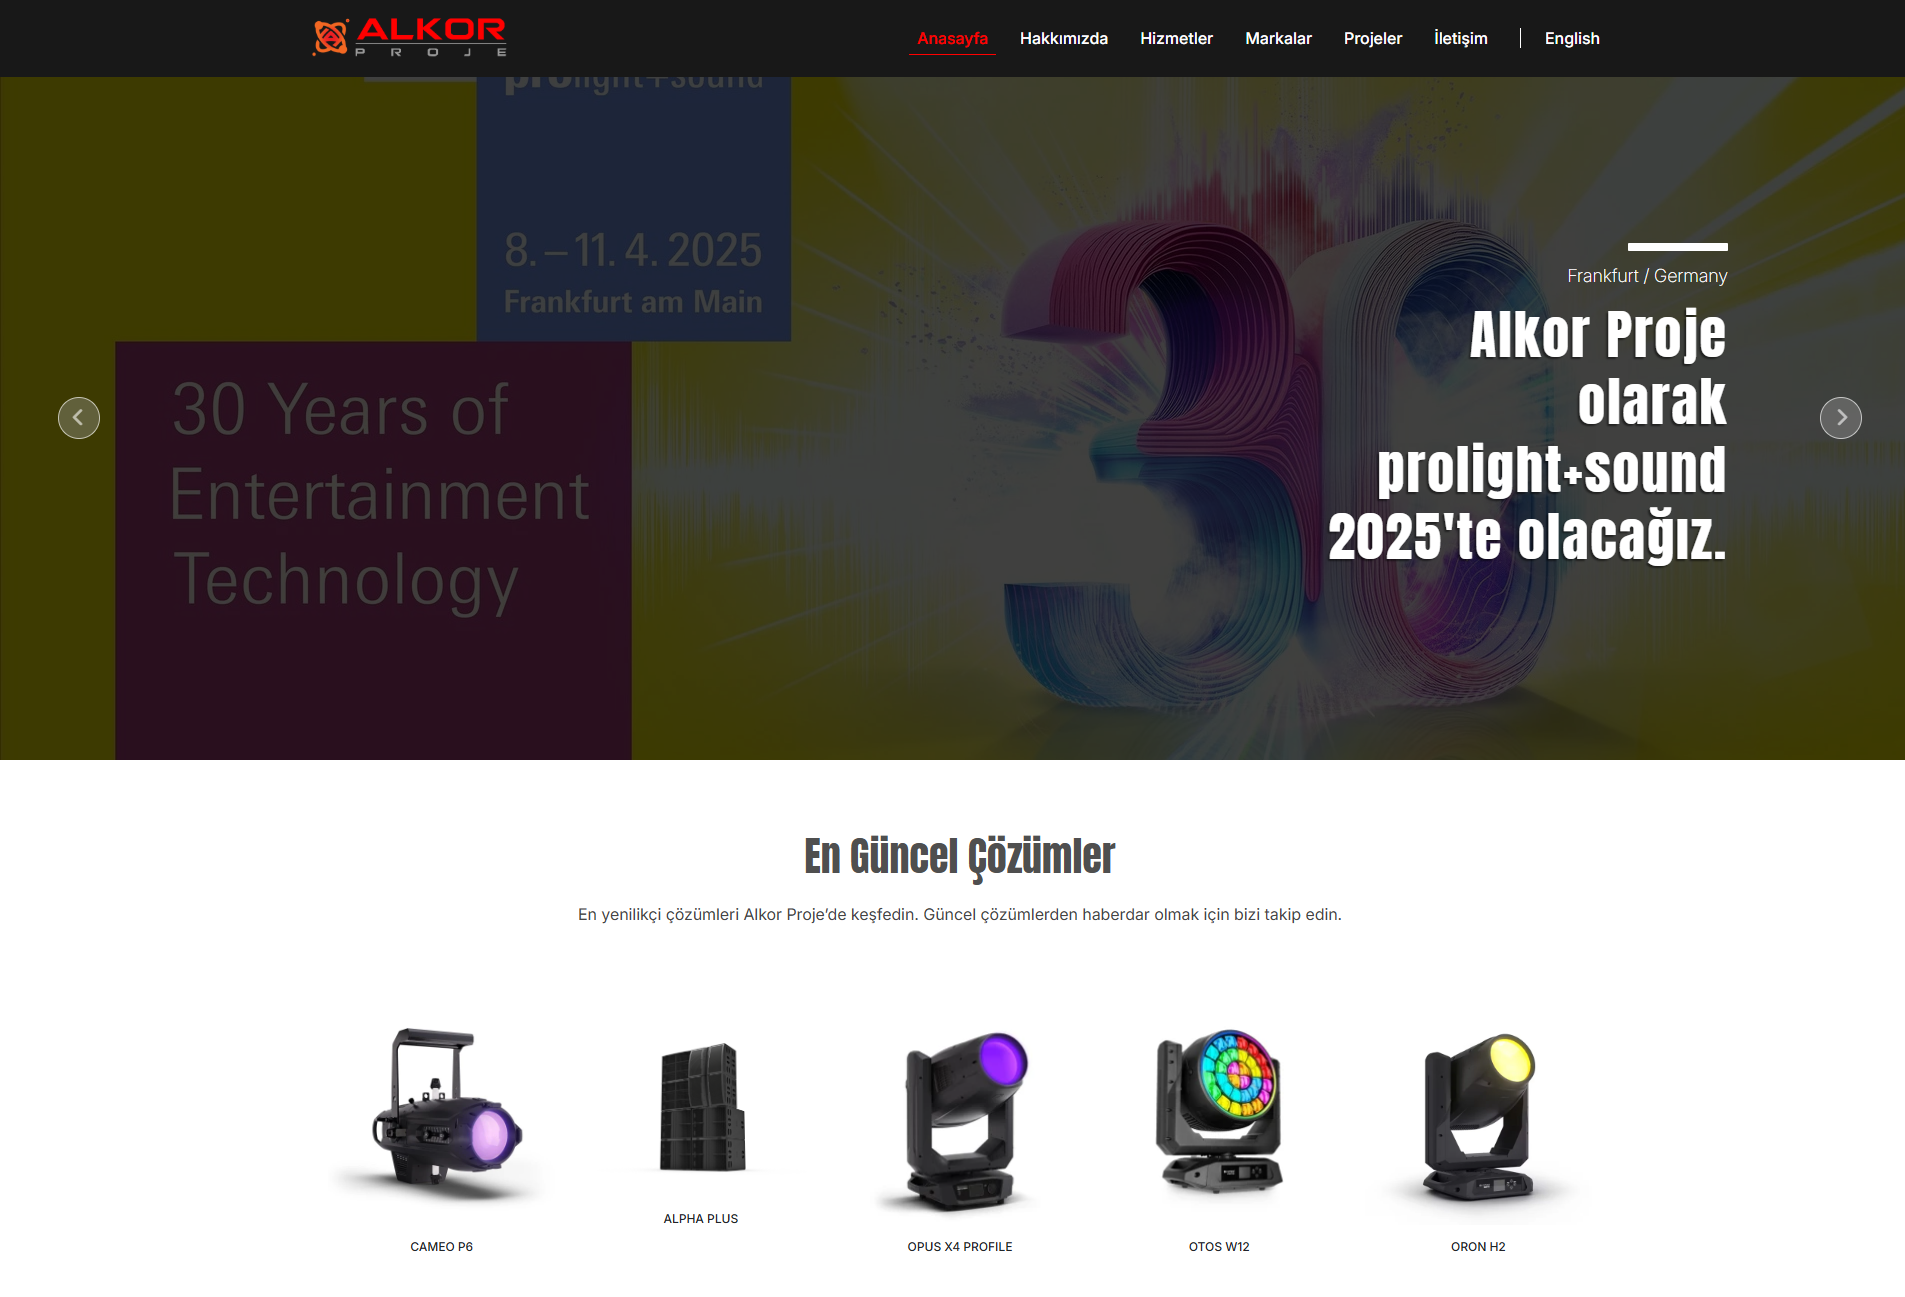 ALKOR
PROJE
Anasayfa
Hakkımızda
Hizmetler
Markalar
Projeler
İletişim
English
prolight+sound
8. – 11. 4. 2025
Frankfurt am Main
30 Years of
Entertainment
Technology
30
Frankfurt / Germany
Alkor Proje
olarak
prolight+sound
2025'te olacağız.
En Güncel Çözümler
En yenilikçi çözümleri Alkor Proje’de keşfedin. Güncel çözümlerden haberdar olmak için bizi takip edin.
CAMEO P6
ALPHA PLUS
OPUS X4 PROFILE
OTOS W12
ORON H2